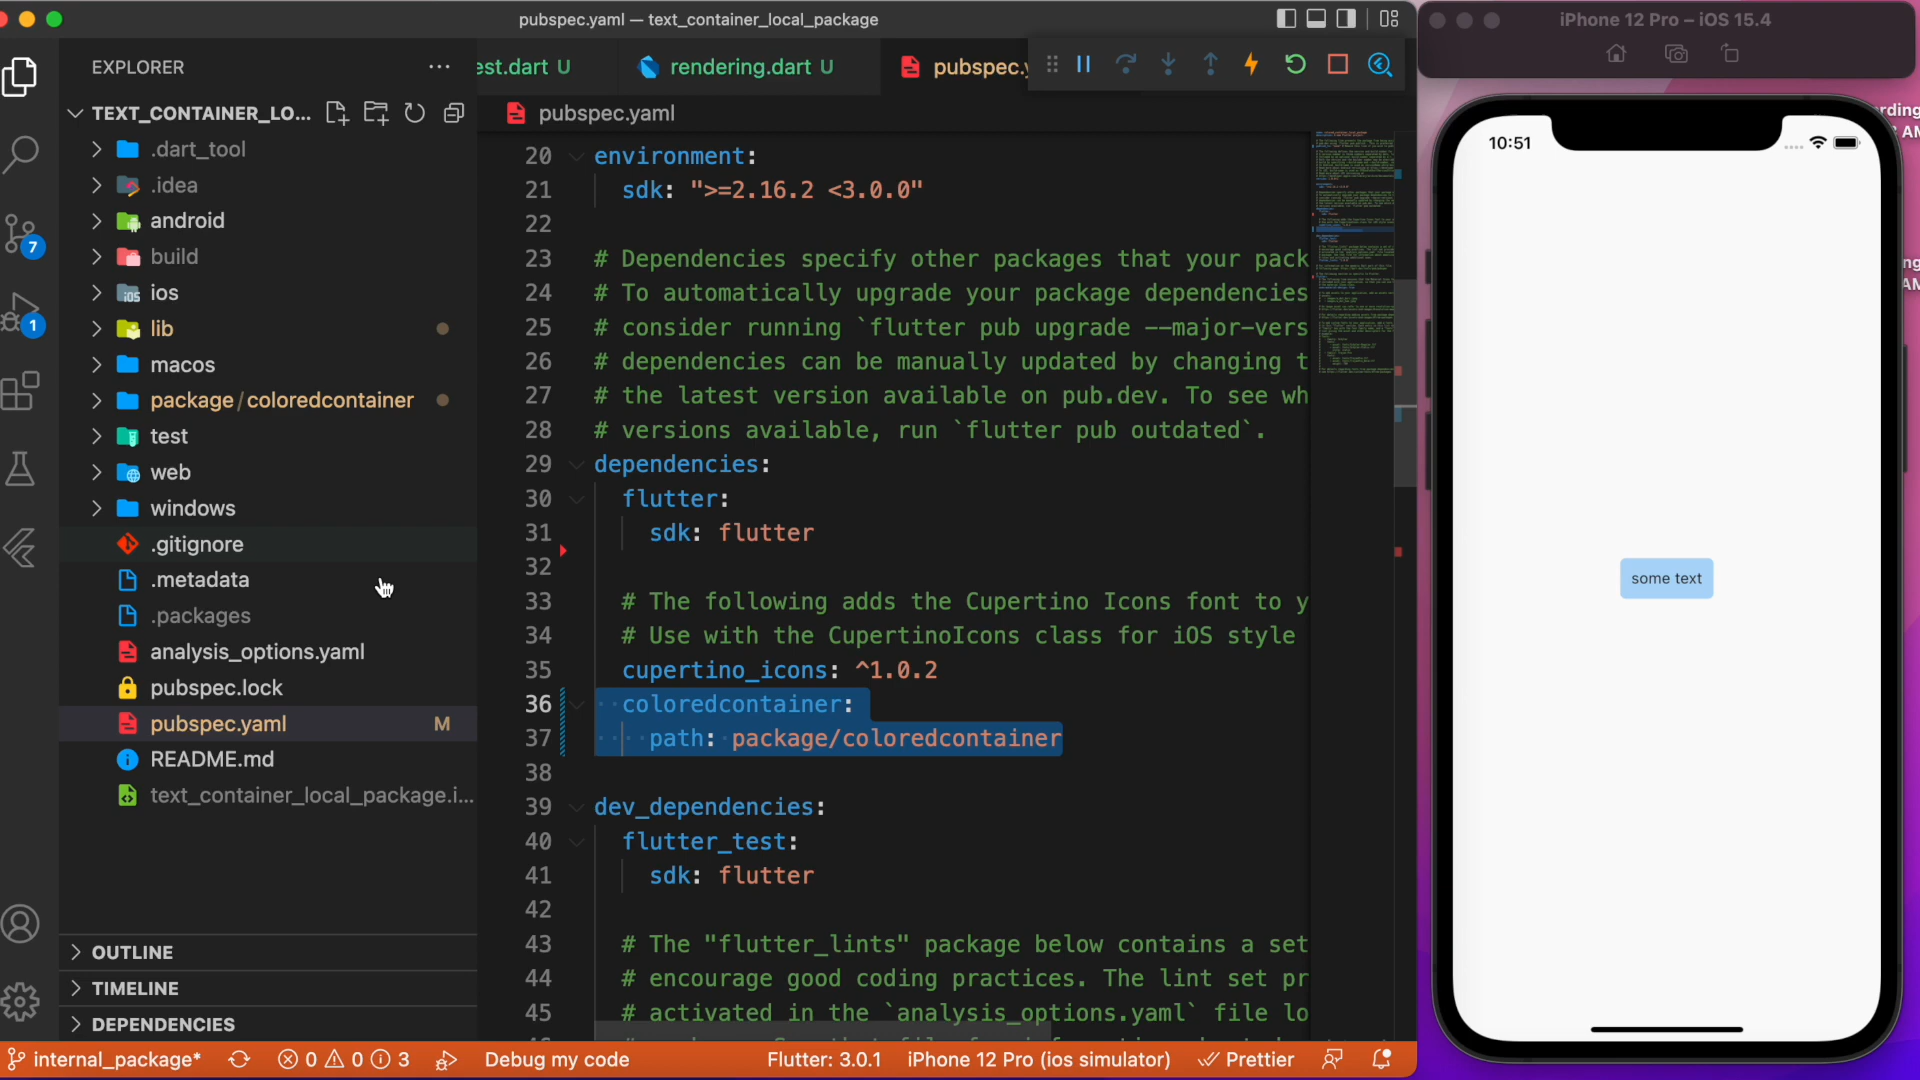 pubspec.yaml — text_container_local_package
iPhone 12 Pro – iOS 15.4
EXPLORER
est.dart U
rendering.dart U
pubspec.y
TEXT_CONTAINER_LO...
pubspec.yaml
.dart_tool
.idea
android
build
ios
lib
macos
package / coloredcontainer
test
web
windows
.gitignore
.metadata
.packages
analysis_options.yaml
pubspec.lock
pubspec.yaml M
README.md
text_container_local_package.i...
OUTLINE
TIMELINE
DEPENDENCIES
7
1
20 environment:
21 sdk: ">=2.16.2 <3.0.0"
22
23 # Dependencies specify other packages that your pack
24 # To automatically upgrade your package dependencies
25 # consider running `flutter pub upgrade --major-vers
26 # dependencies can be manually updated by changing t
27 # the latest version available on pub.dev. To see wh
28 # versions available, run `flutter pub outdated`.
29 dependencies:
30 flutter:
31 sdk: flutter
32
33 # The following adds the Cupertino Icons font to y
34 # Use with the CupertinoIcons class for iOS style
35 cupertino_icons: ^1.0.2
36 coloredcontainer:
37 path: package/coloredcontainer
38
39 dev_dependencies:
40 flutter_test:
41 sdk: flutter
42
43 # The "flutter_lints" package below contains a set
44 # encourage good coding practices. The lint set pr
45 # activated in the `analysis_options.yaml` file lo
10:51
some text
rding
AM
ng
AM
internal_package* 0 0 3 Debug my code Flutter: 3.0.1 iPhone 12 Pro (ios simulator) Prettier